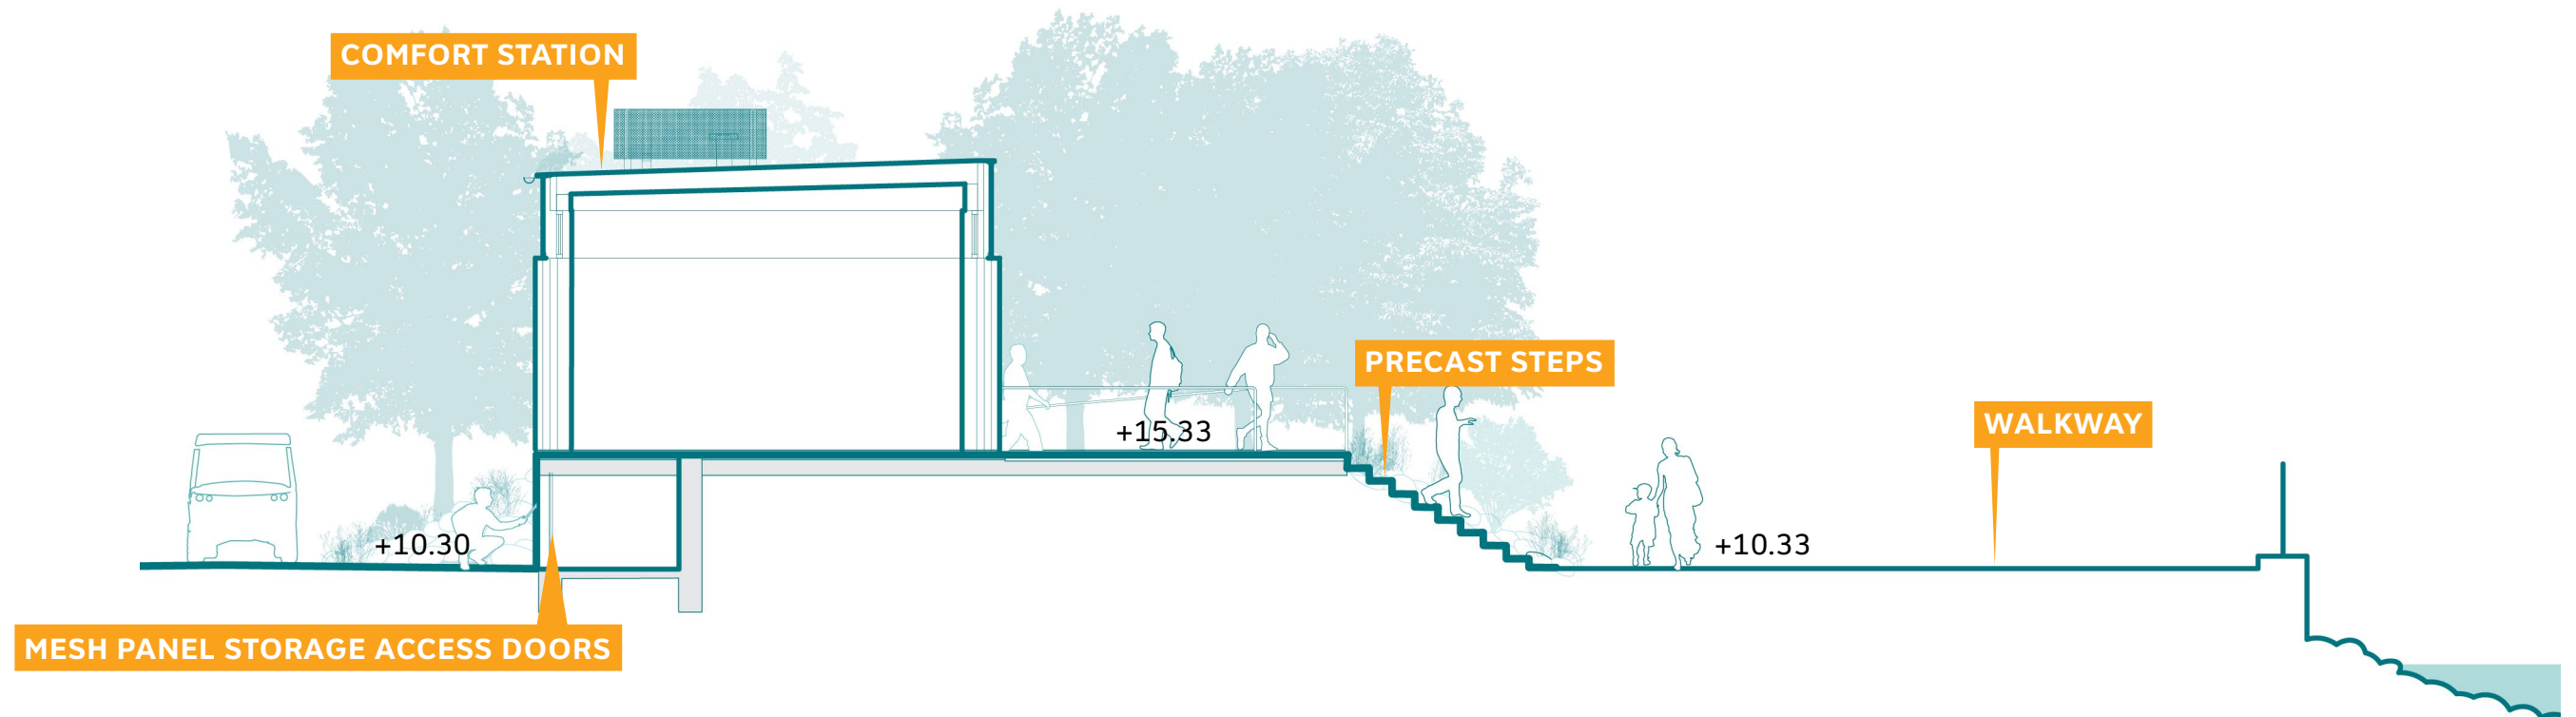 COMFORT STATION
PRECAST STEPS
WALKWAY
+15.33
+10.30
+10.33
MESH PANEL STORAGE ACCESS DOORS